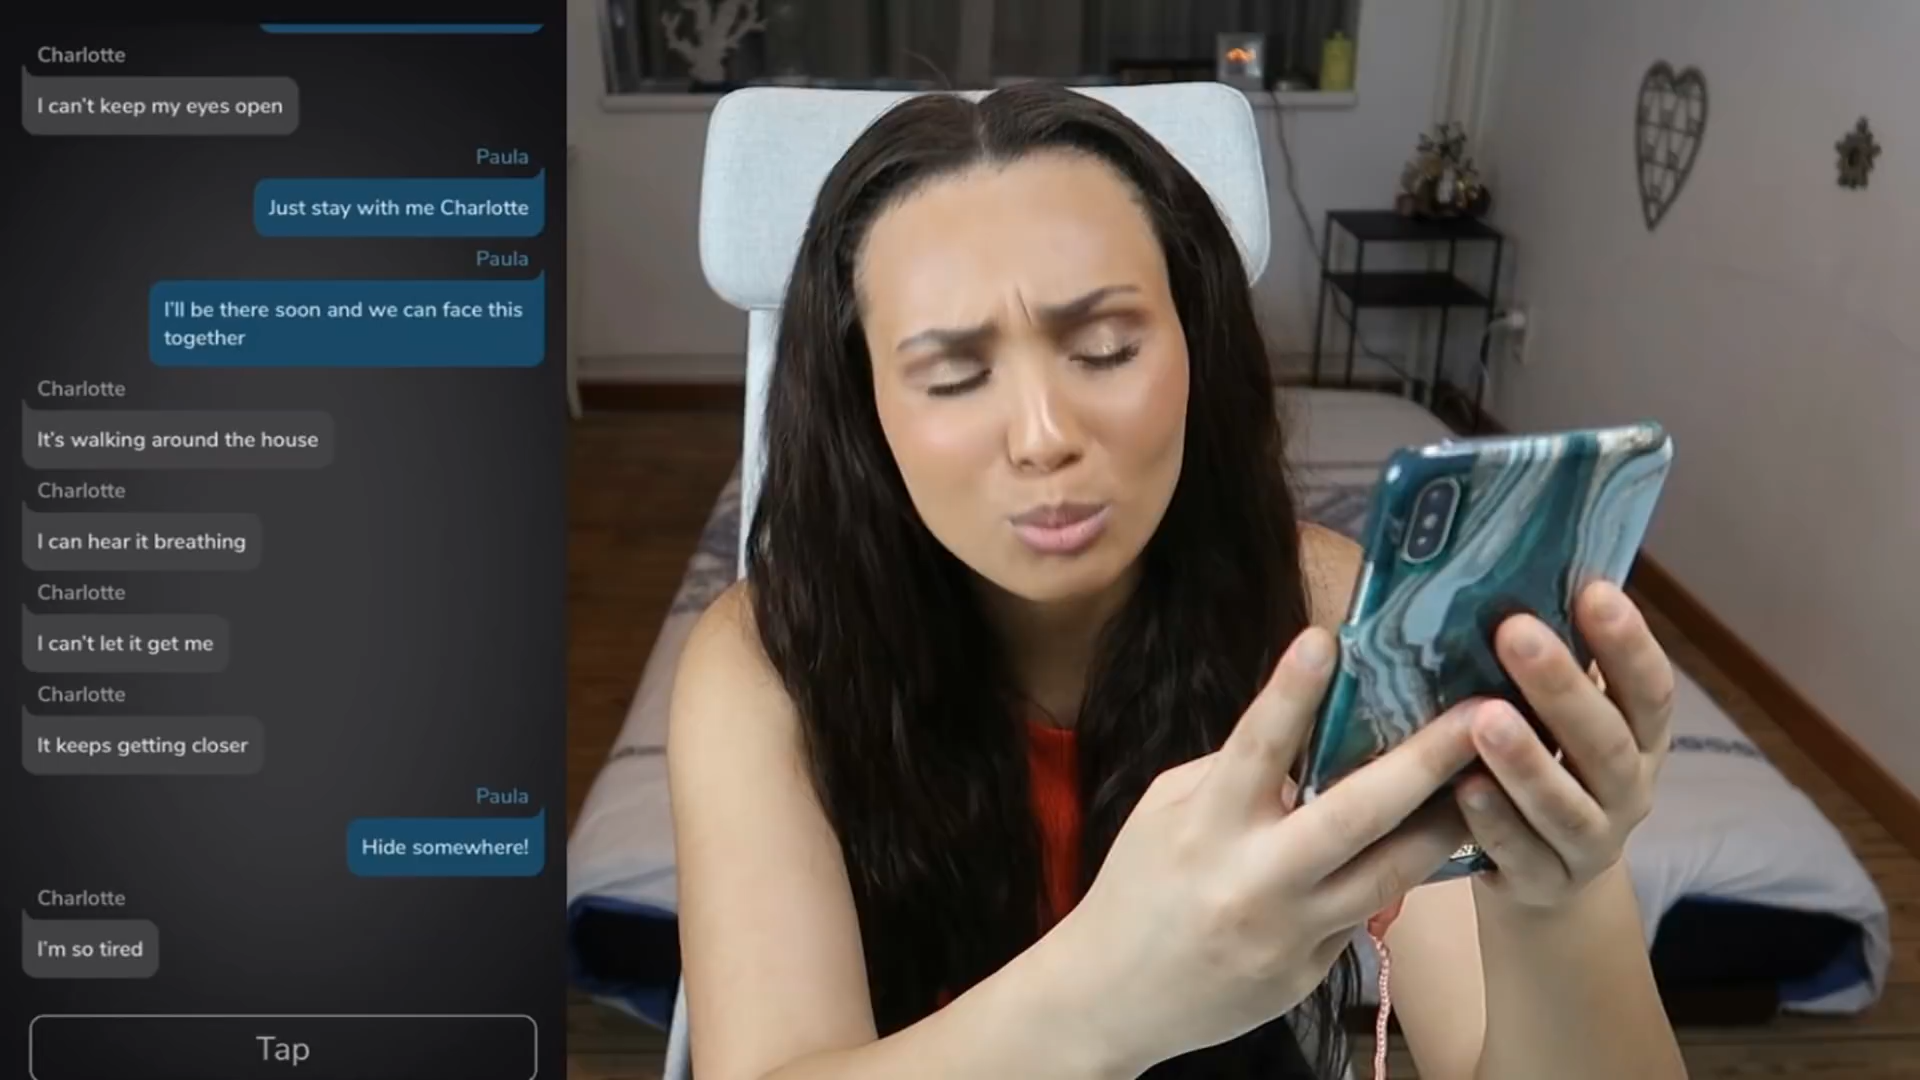 Charlotte
I can't keep my eyes open
Paula
Just stay with me Charlotte
Paula
I'll be there soon and we can face this
together
Charlotte
It's walking around the house
Charlotte
I can hear it breathing
Charlotte
I can't let it get me
Charlotte
It keeps getting closer
Paula
Hide somewhere!
Charlotte
I'm so tired
Tap